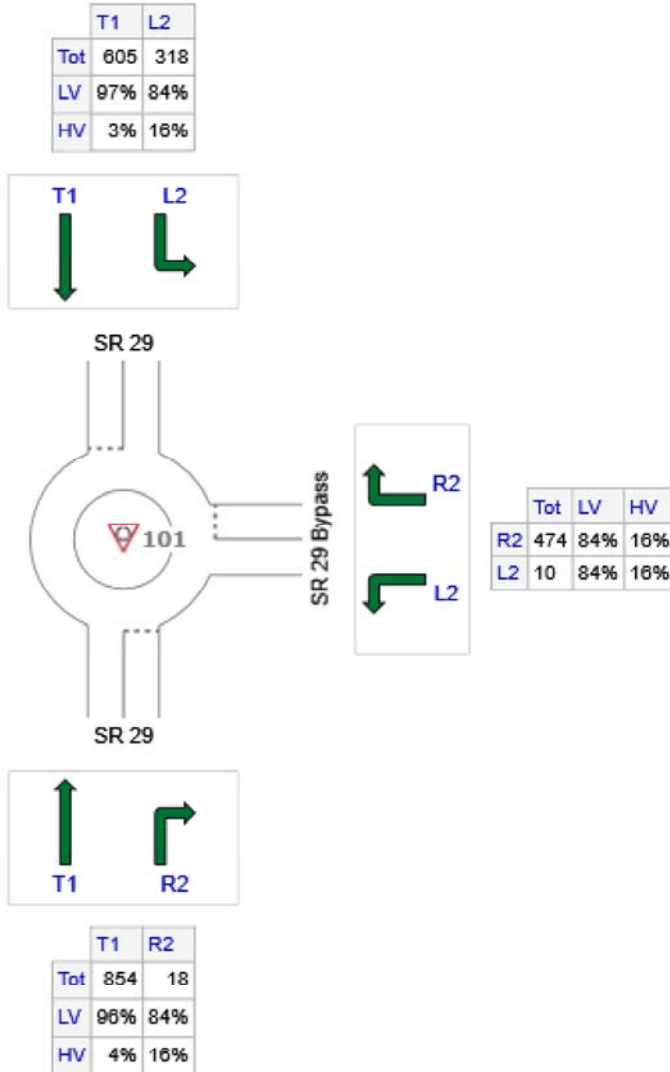 T1 L2
Tot 605 318
LV 97% 84%
HV 3% 16%
T1 L2
SR 29
101
SR 29 Bypass
R2
L2
Tot LV HV
R2 474 84% 16%
L2 10 84% 16%
SR 29
T1 R2
T1 R2
Tot 854 18
LV 96% 84%
HV 4% 16%